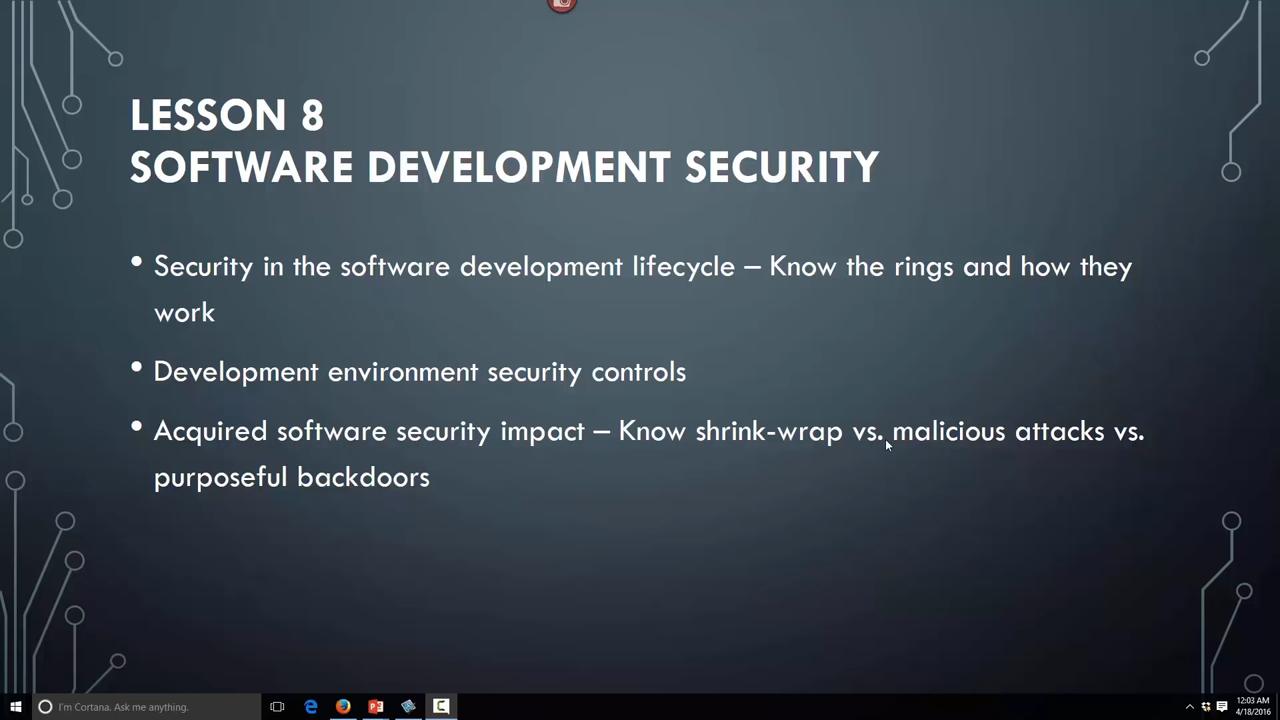 LESSON 8
SOFTWARE DEVELOPMENT SECURITY
• Security in the software development lifecycle – Know the rings and how they
work
• Development environment security controls
• Acquired software security impact – Know shrink-wrap vs. malicious attacks vs.
purposeful backdoors
I'm Cortana. Ask me anything.
12:03 AM
4/18/2016